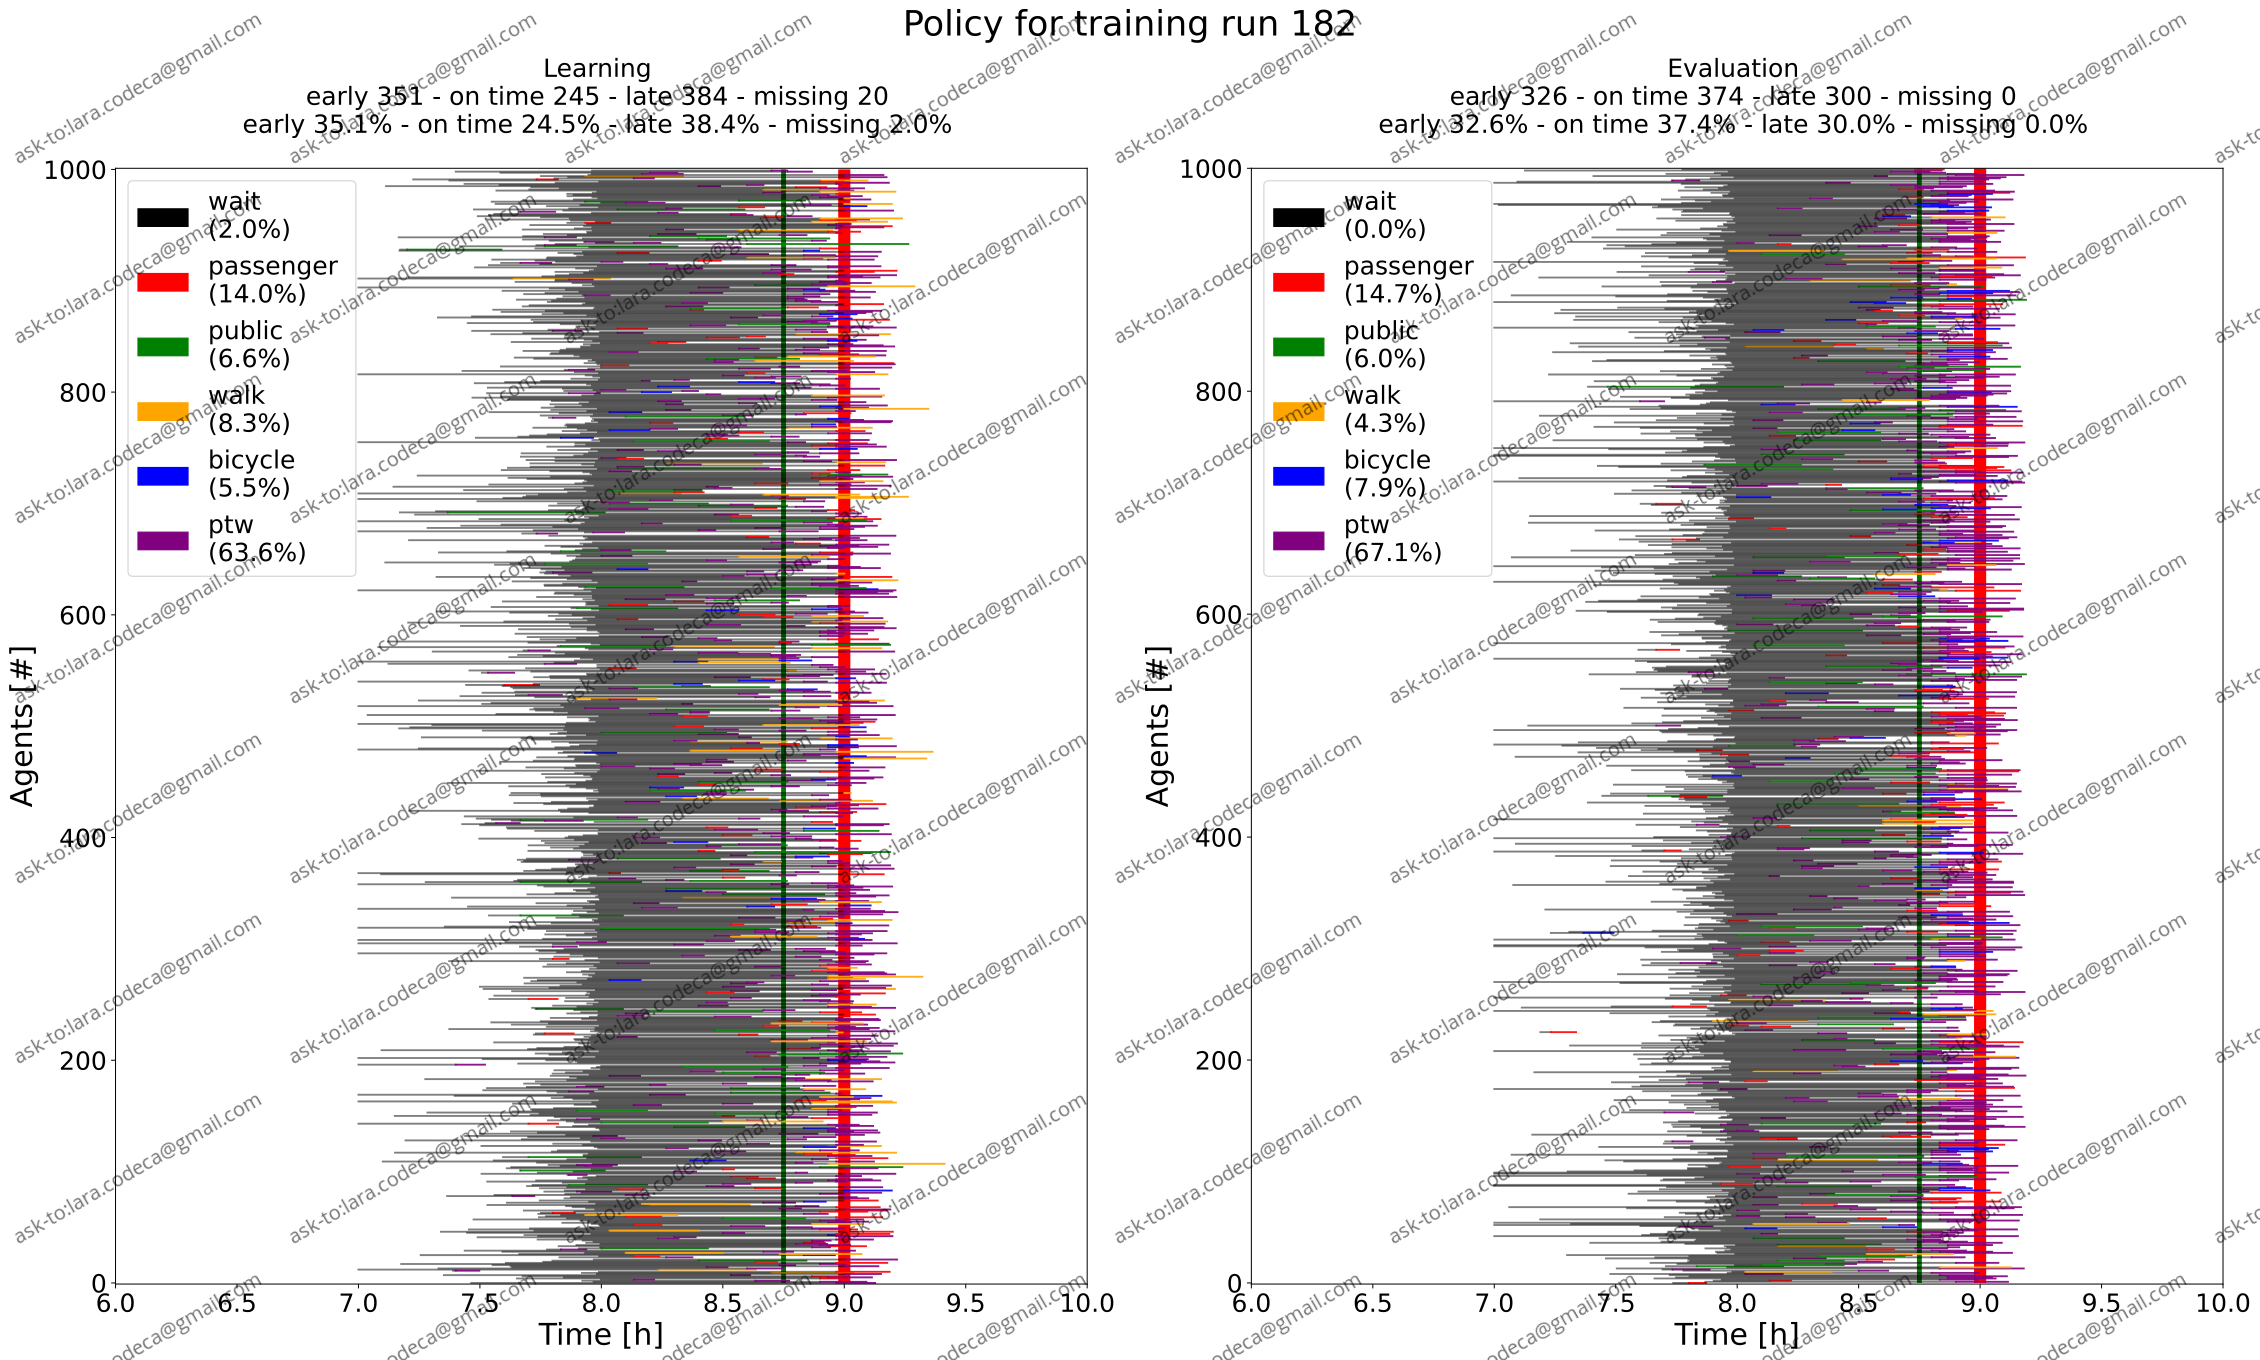 Policy for training run 182
Learning
early 351 - on time 245 - late 384 - missing 20
early 35.1% - on time 24.5% - late 38.4% - missing 2.0%
Evaluation
early 326 - on time 374 - late 300 - missing 0
early 32.6% - on time 37.4% - late 30.0% - missing 0.0%
wait
(2.0%)
passenger
(14.0%)
public
(6.6%)
walk
(8.3%)
bicycle
(5.5%)
ptw
(63.6%)
wait
(0.0%)
passenger
(14.7%)
public
(6.0%)
walk
(4.3%)
bicycle
(7.9%)
ptw
(67.1%)
Agents [#]
1000
800
600
400
200
0
6.0 6.5 7.0 7.5 8.0 8.5 9.0 9.5 10.0
Time [h]
Agents [#]
1000
800
600
400
200
0
6.0 6.5 7.0 7.5 8.0 8.5 9.0 9.5 10.0
Time [h]
ask-to:lara.codeca@gmail.com